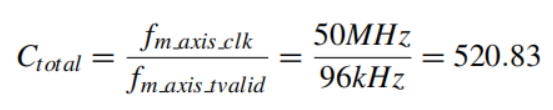 C_total = f_m_axis_clk / f_m_axis_tvalid = 50MHz / 96kHz = 520.83